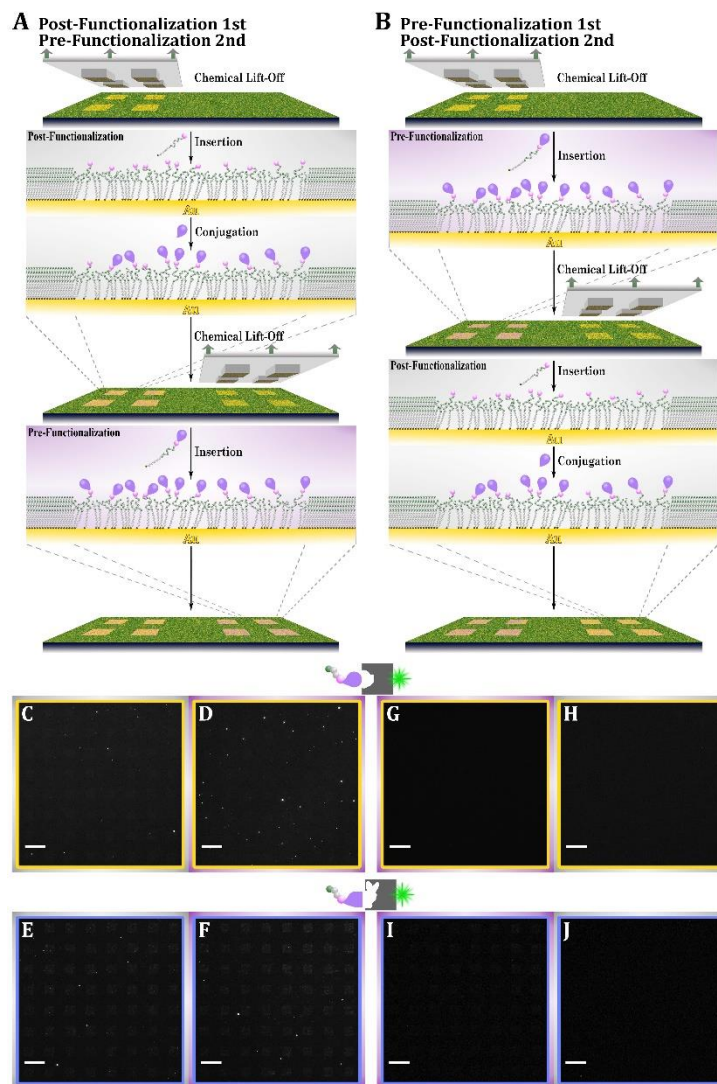 A Post-Functionalization 1st
Pre-Functionalization 2nd
Chemical Lift-Off
Post-Functionalization
Insertion
Au
Conjugation
Au
Chemical Lift-Off
Pre-Functionalization
Insertion
Au
B Pre-Functionalization 1st
Post-Functionalization 2nd
Chemical Lift-Off
Pre-Functionalization
Insertion
Au
Chemical Lift-Off
Post-Functionalization
Insertion
Au
Conjugation
Au
C D G H
E F I J